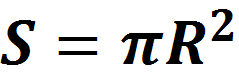 S = πR²